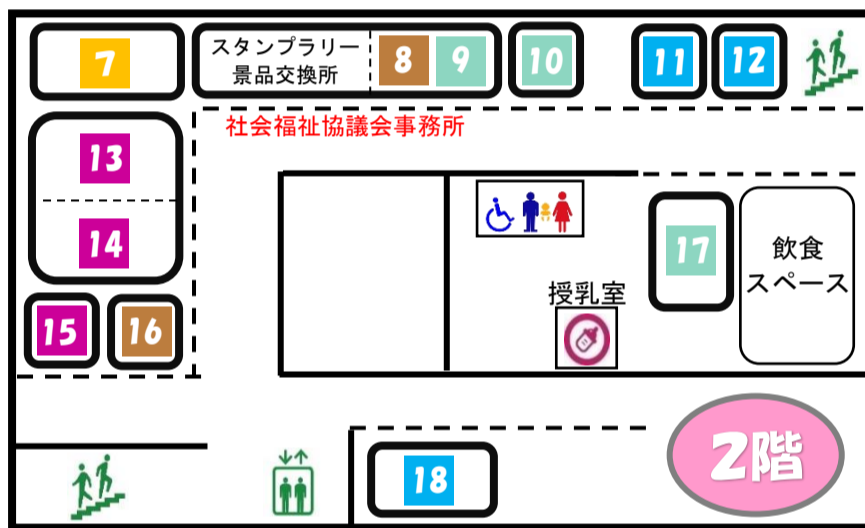 7
スタンプラリー
景品交換所
8
9
10
11
12
社会福祉協議会事務所
13
14
15
16
17
飲食
スペース
授乳室
18
2階